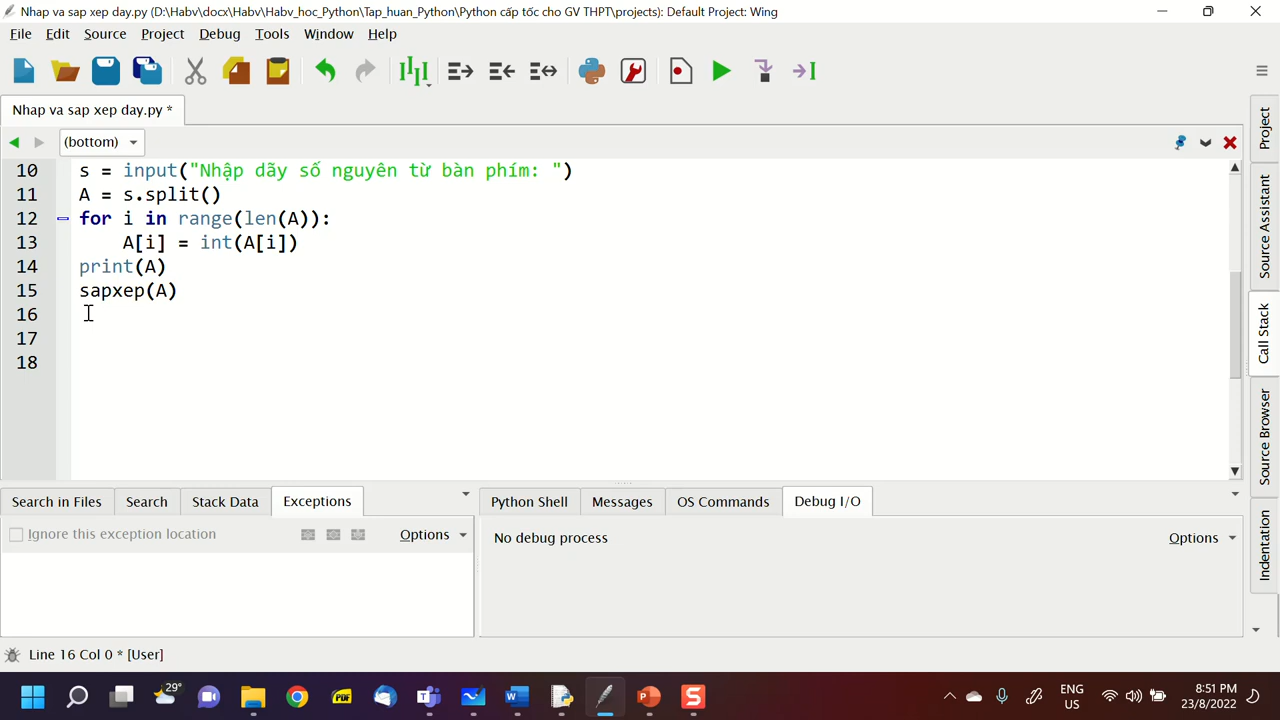 Nhap va sap xep day.py (D:\Habv\docx\Habv\Habv_hoc_Python\Tap_huan_Python\Python cấp tốc cho GV THPT\projects): Default Project: Wing
File Edit Source Project Debug Tools Window Help
Nhap va sap xep day.py *
(bottom)
10 s = input("Nhập dãy số nguyên từ bàn phím: ")
11 A = s.split()
12 for i in range(len(A)):
13 A[i] = int(A[i])
14 print(A)
15 sapxep(A)
16
17
18
Project
Source Assistant
Call Stack
Source Browser
Indentation
Search in Files Search Stack Data Exceptions
Ignore this exception location Options
Python Shell Messages OS Commands Debug I/O
No debug process Options
Line 16 Col 0 * [User]
29°
PDF
ENG
US
8:51 PM
23/8/2022